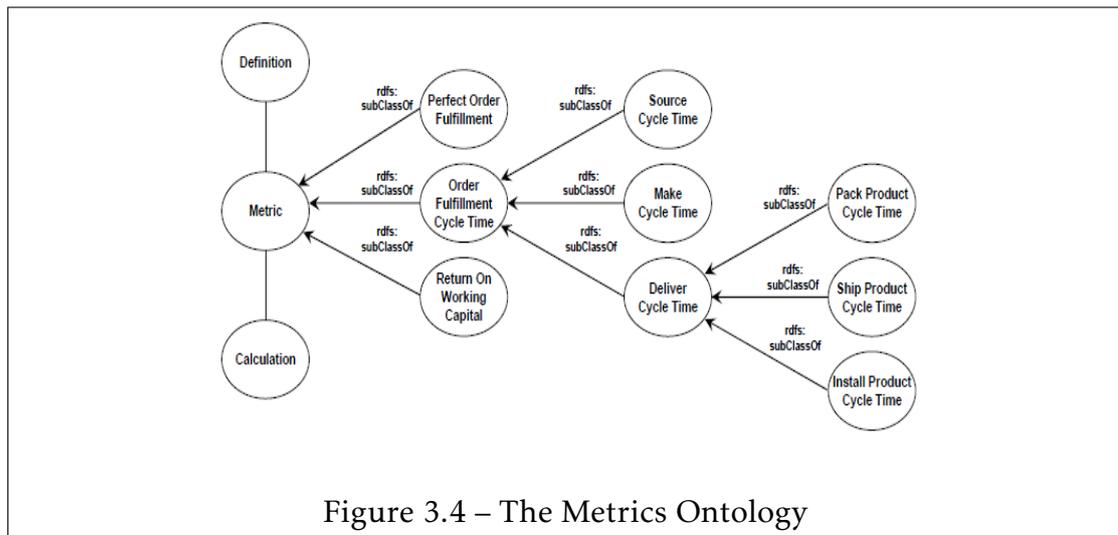 Definition
rdfs:
subClassOf
Perfect Order
Fulfillment
rdfs:
subClassOf
Source
Cycle Time
Metric
rdfs:
subClassOf
Order
Fulfillment
Cycle Time
rdfs:
subClassOf
Make
Cycle Time
rdfs:
subClassOf
Pack Product
Cycle Time
rdfs:
subClassOf
Return On
Working
Capital
rdfs:
subClassOf
Deliver
Cycle Time
rdfs:
subClassOf
Ship Product
Cycle Time
Calculation
rdfs:
subClassOf
Install Product
Cycle Time
Figure 3.4 – The Metrics Ontology